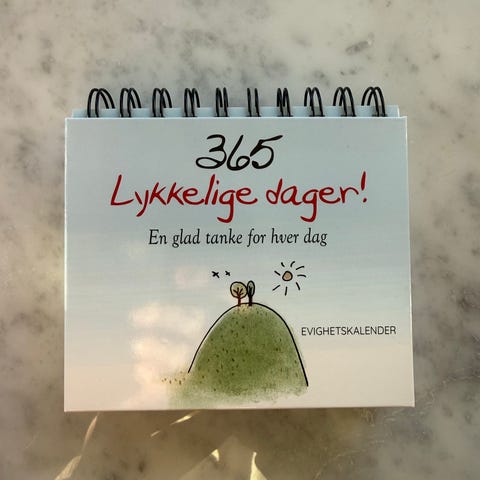 365
Lykkelige dager!
En glad tanke for hver dag
EVIGHETSKALENDER